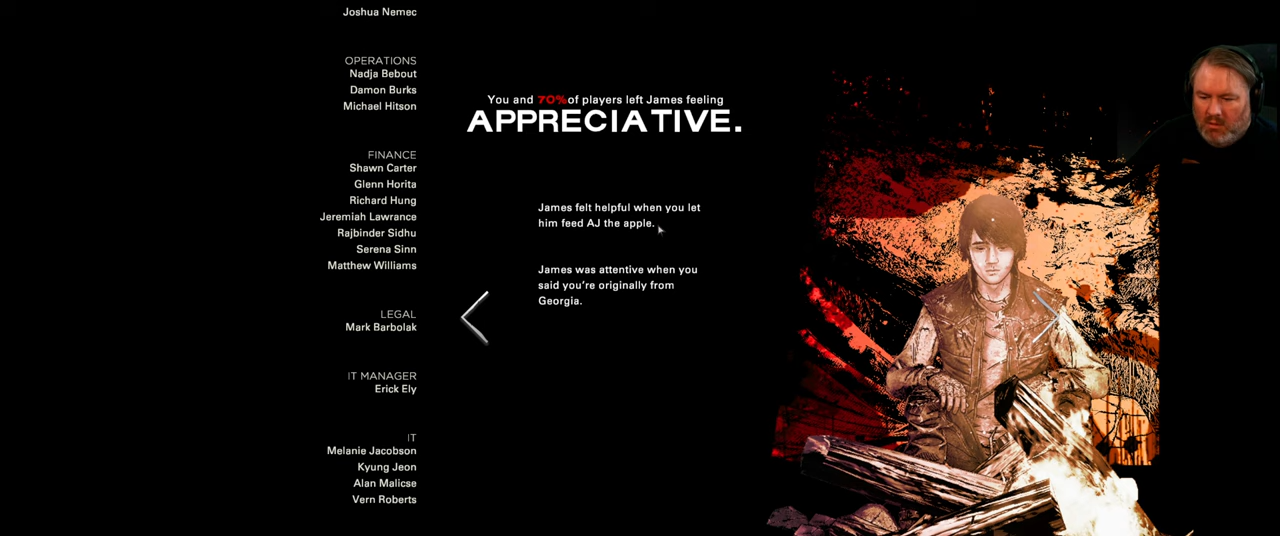 Joshua Nemec
OPERATIONS
Nadja Bebout
Damon Burks
Michael Hitson
FINANCE
Shawn Carter
Glenn Horita
Richard Hung
Jeremiah Lawrance
Rajbinder Sidhu
Serena Sinn
Matthew Williams
LEGAL
Mark Barbolak
IT MANAGER
Erick Ely
IT
Melanie Jacobson
Kyung Jeon
Alan Malicse
Vern Roberts
You and 70% of players left James feeling
APPRECIATIVE.
James felt helpful when you let
him feed AJ the apple.
James was attentive when you
said you're originally from
Georgia.